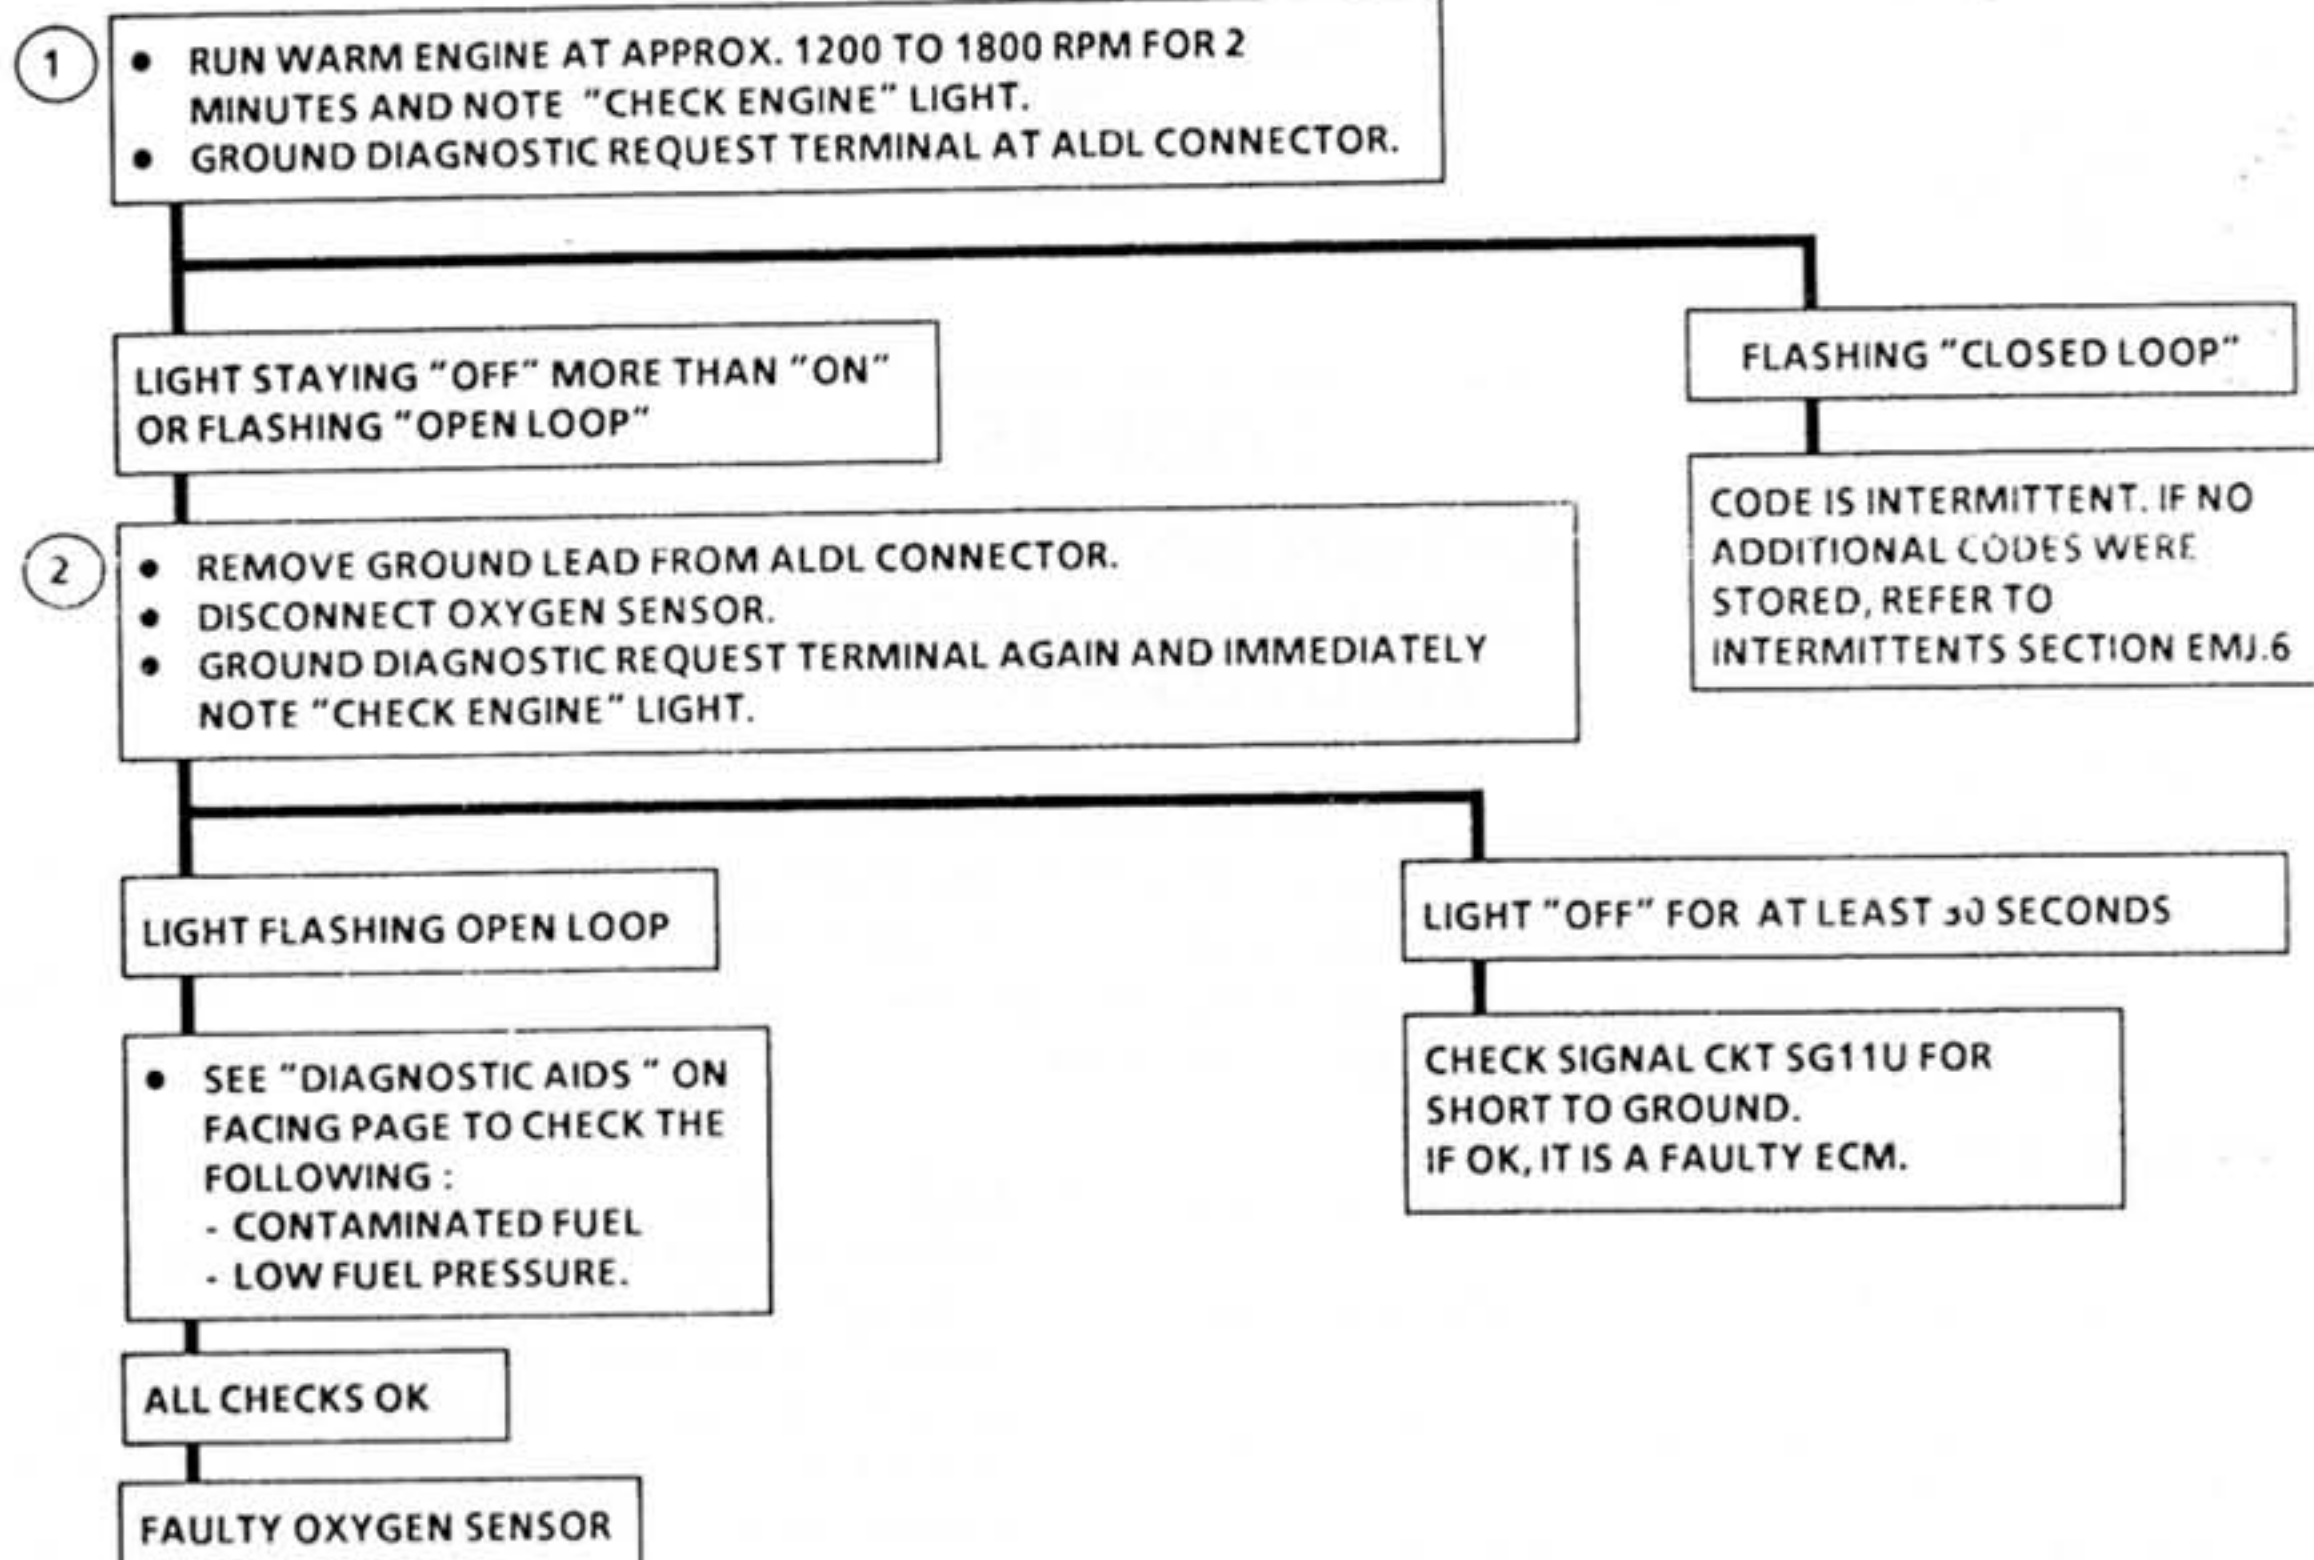 1
• RUN WARM ENGINE AT APPROX. 1200 TO 1800 RPM FOR 2
MINUTES AND NOTE "CHECK ENGINE" LIGHT.
• GROUND DIAGNOSTIC REQUEST TERMINAL AT ALDL CONNECTOR.
LIGHT STAYING "OFF" MORE THAN "ON"
OR FLASHING "OPEN LOOP"
FLASHING "CLOSED LOOP"
CODE IS INTERMITTENT. IF NO
ADDITIONAL CODES WERE
STORED, REFER TO
INTERMITTENTS SECTION EMJ.6
2
• REMOVE GROUND LEAD FROM ALDL CONNECTOR.
• DISCONNECT OXYGEN SENSOR.
• GROUND DIAGNOSTIC REQUEST TERMINAL AGAIN AND IMMEDIATELY
NOTE "CHECK ENGINE" LIGHT.
LIGHT FLASHING OPEN LOOP
• SEE "DIAGNOSTIC AIDS " ON
FACING PAGE TO CHECK THE
FOLLOWING :
- CONTAMINATED FUEL
- LOW FUEL PRESSURE.
ALL CHECKS OK
FAULTY OXYGEN SENSOR
LIGHT "OFF" FOR AT LEAST 30 SECONDS
CHECK SIGNAL CKT SG11U FOR
SHORT TO GROUND.
IF OK, IT IS A FAULTY ECM.